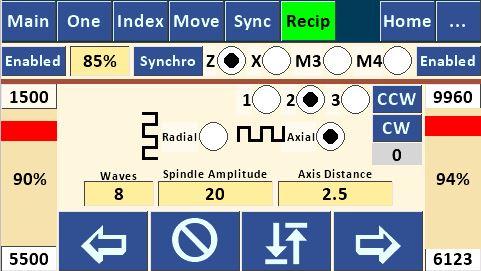 Main One Index Move Sync Recip Home ...
Enabled 85% Synchro Z X M3 M4 Enabled
1500 1 2 3 CCW 9960
Radial Axial CW
0
90% Waves Spindle Amplitude Axis Distance 94%
8 20 2.5
5500 6123